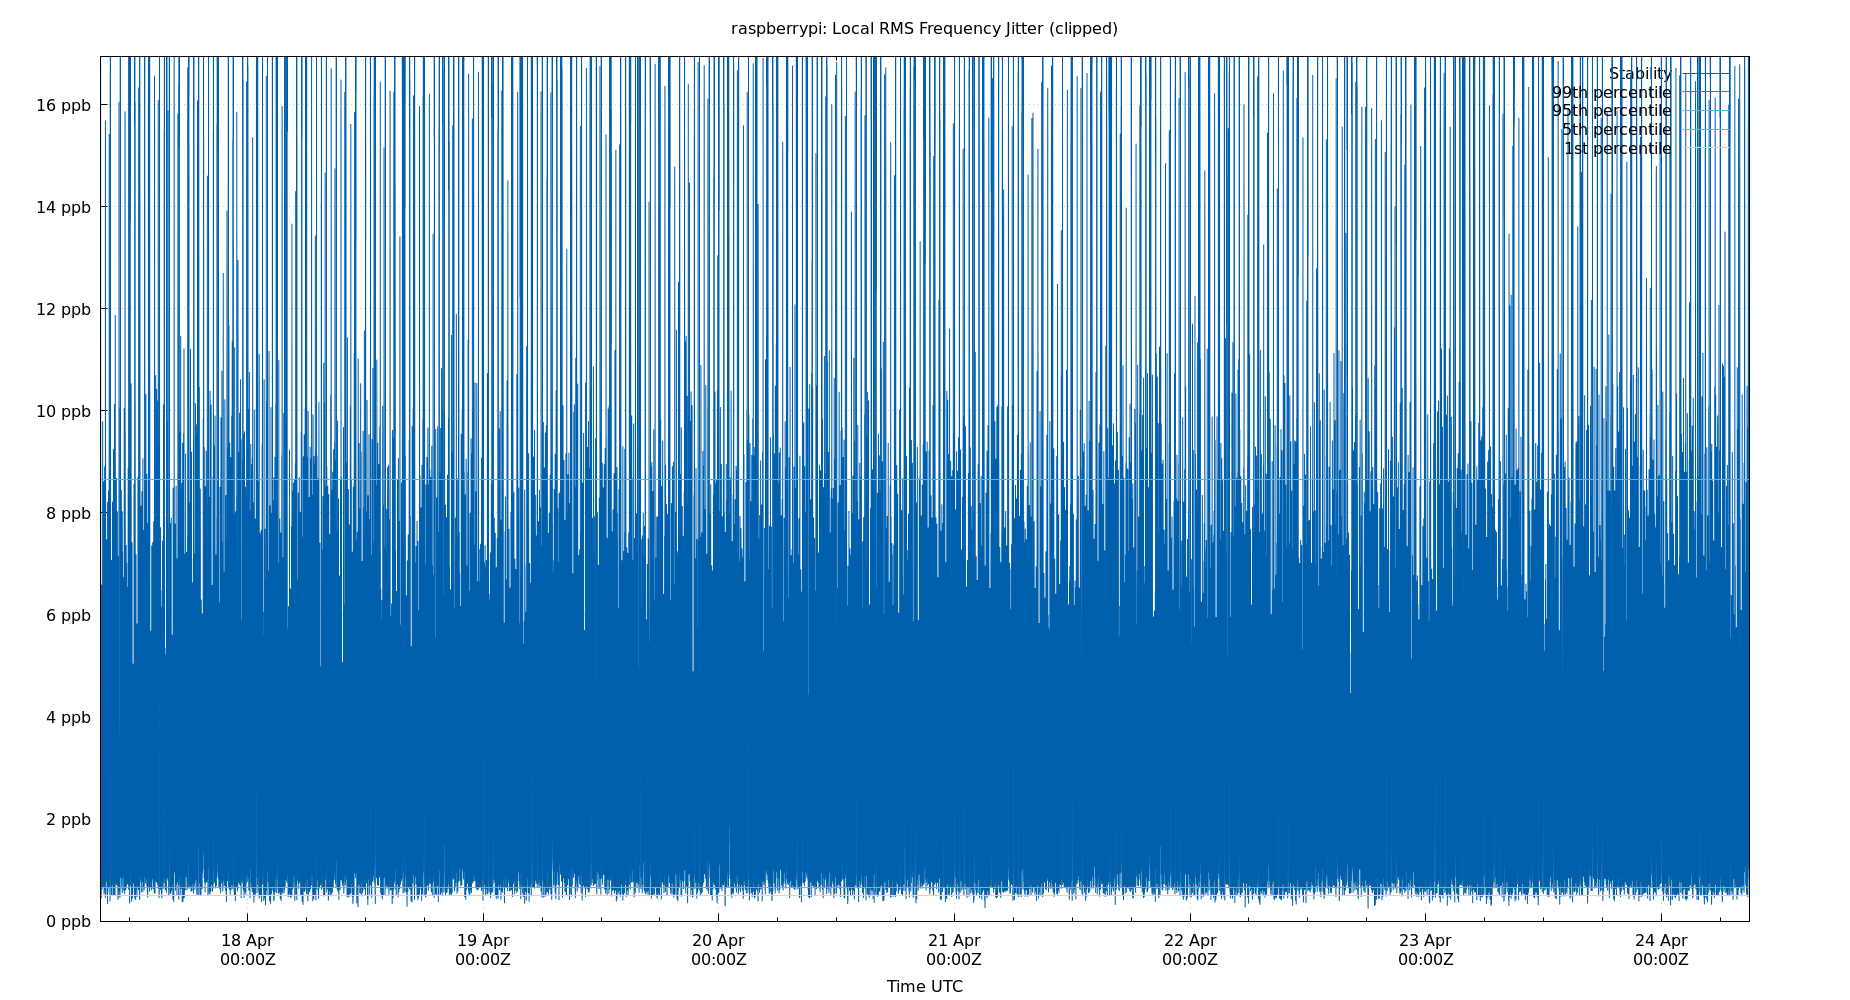 raspberrypi: Local RMS Frequency Jitter (clipped)
Stability
99th percentile
95th percentile
5th percentile
1st percentile
16 ppb
14 ppb
12 ppb
10 ppb
8 ppb
6 ppb
4 ppb
2 ppb
0 ppb
18 Apr 19 Apr 20 Apr 21 Apr 22 Apr 23 Apr 24 Apr
00:00Z 00:00Z 00:00Z 00:00Z 00:00Z 00:00Z 00:00Z
Time UTC